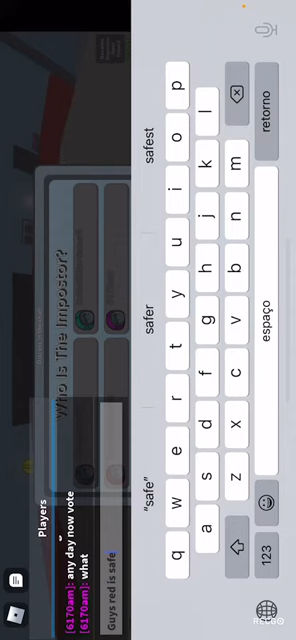 Who Is The Impostor?
Players
[6170am]: any day now vote
[6170am]: what
Guys red is safe
"safe" safer safest
q w e r t y u i o p
a s d f g h j k l
z x c v b n m
123 espaço retorno
RECGO